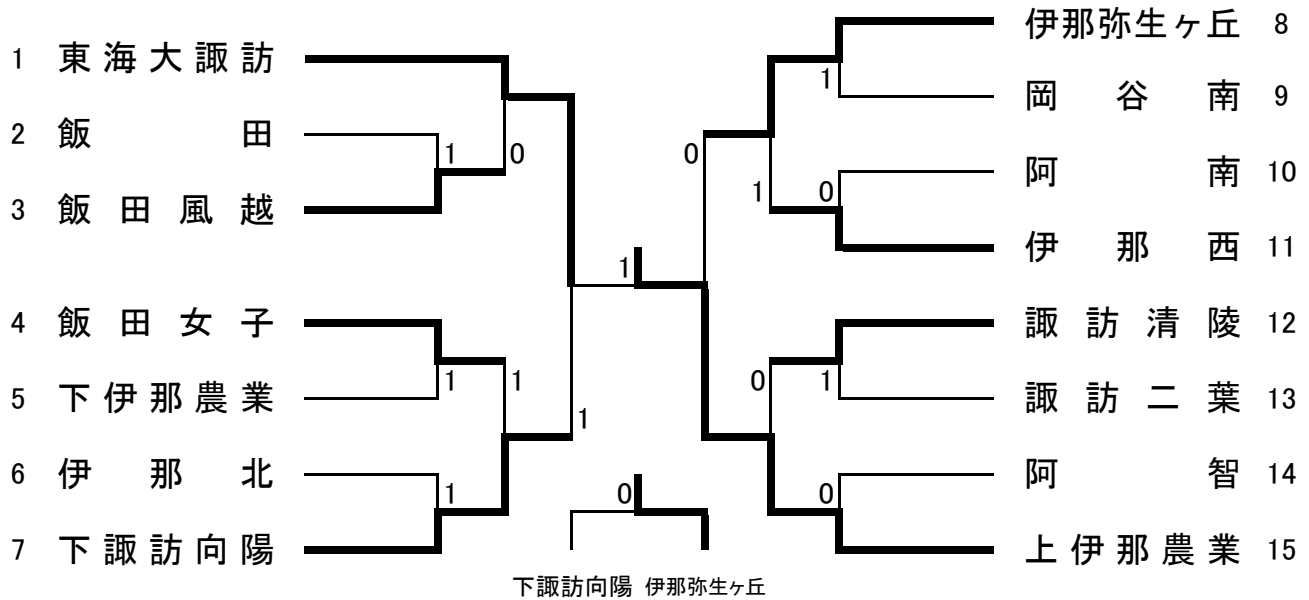 1 東海大諏訪
2 飯田
3 飯田風越
4 飯田女子
5 下伊那農業
6 伊那北
7 下諏訪向陽
1
0
1
1
1
1
1
0
下諏訪向陽 伊那弥生ヶ丘
0
1
1
0
0
1
0
伊那弥生ヶ丘 8
岡谷南 9
阿南 10
伊那西 11
諏訪清陵 12
諏訪二葉 13
阿智 14
上伊那農業 15